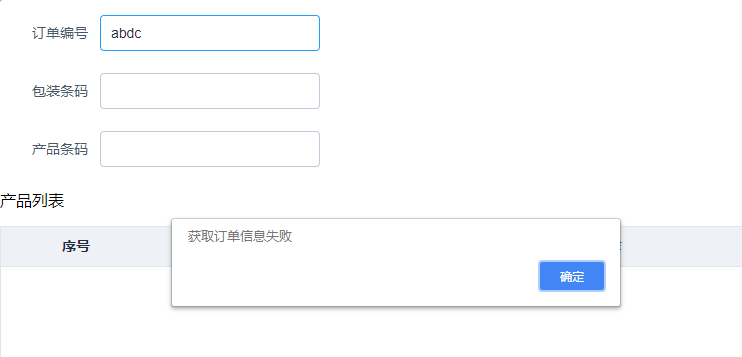 订单编号 abdc
包装条码
产品条码
产品列表
获取订单信息失败
序号
确定